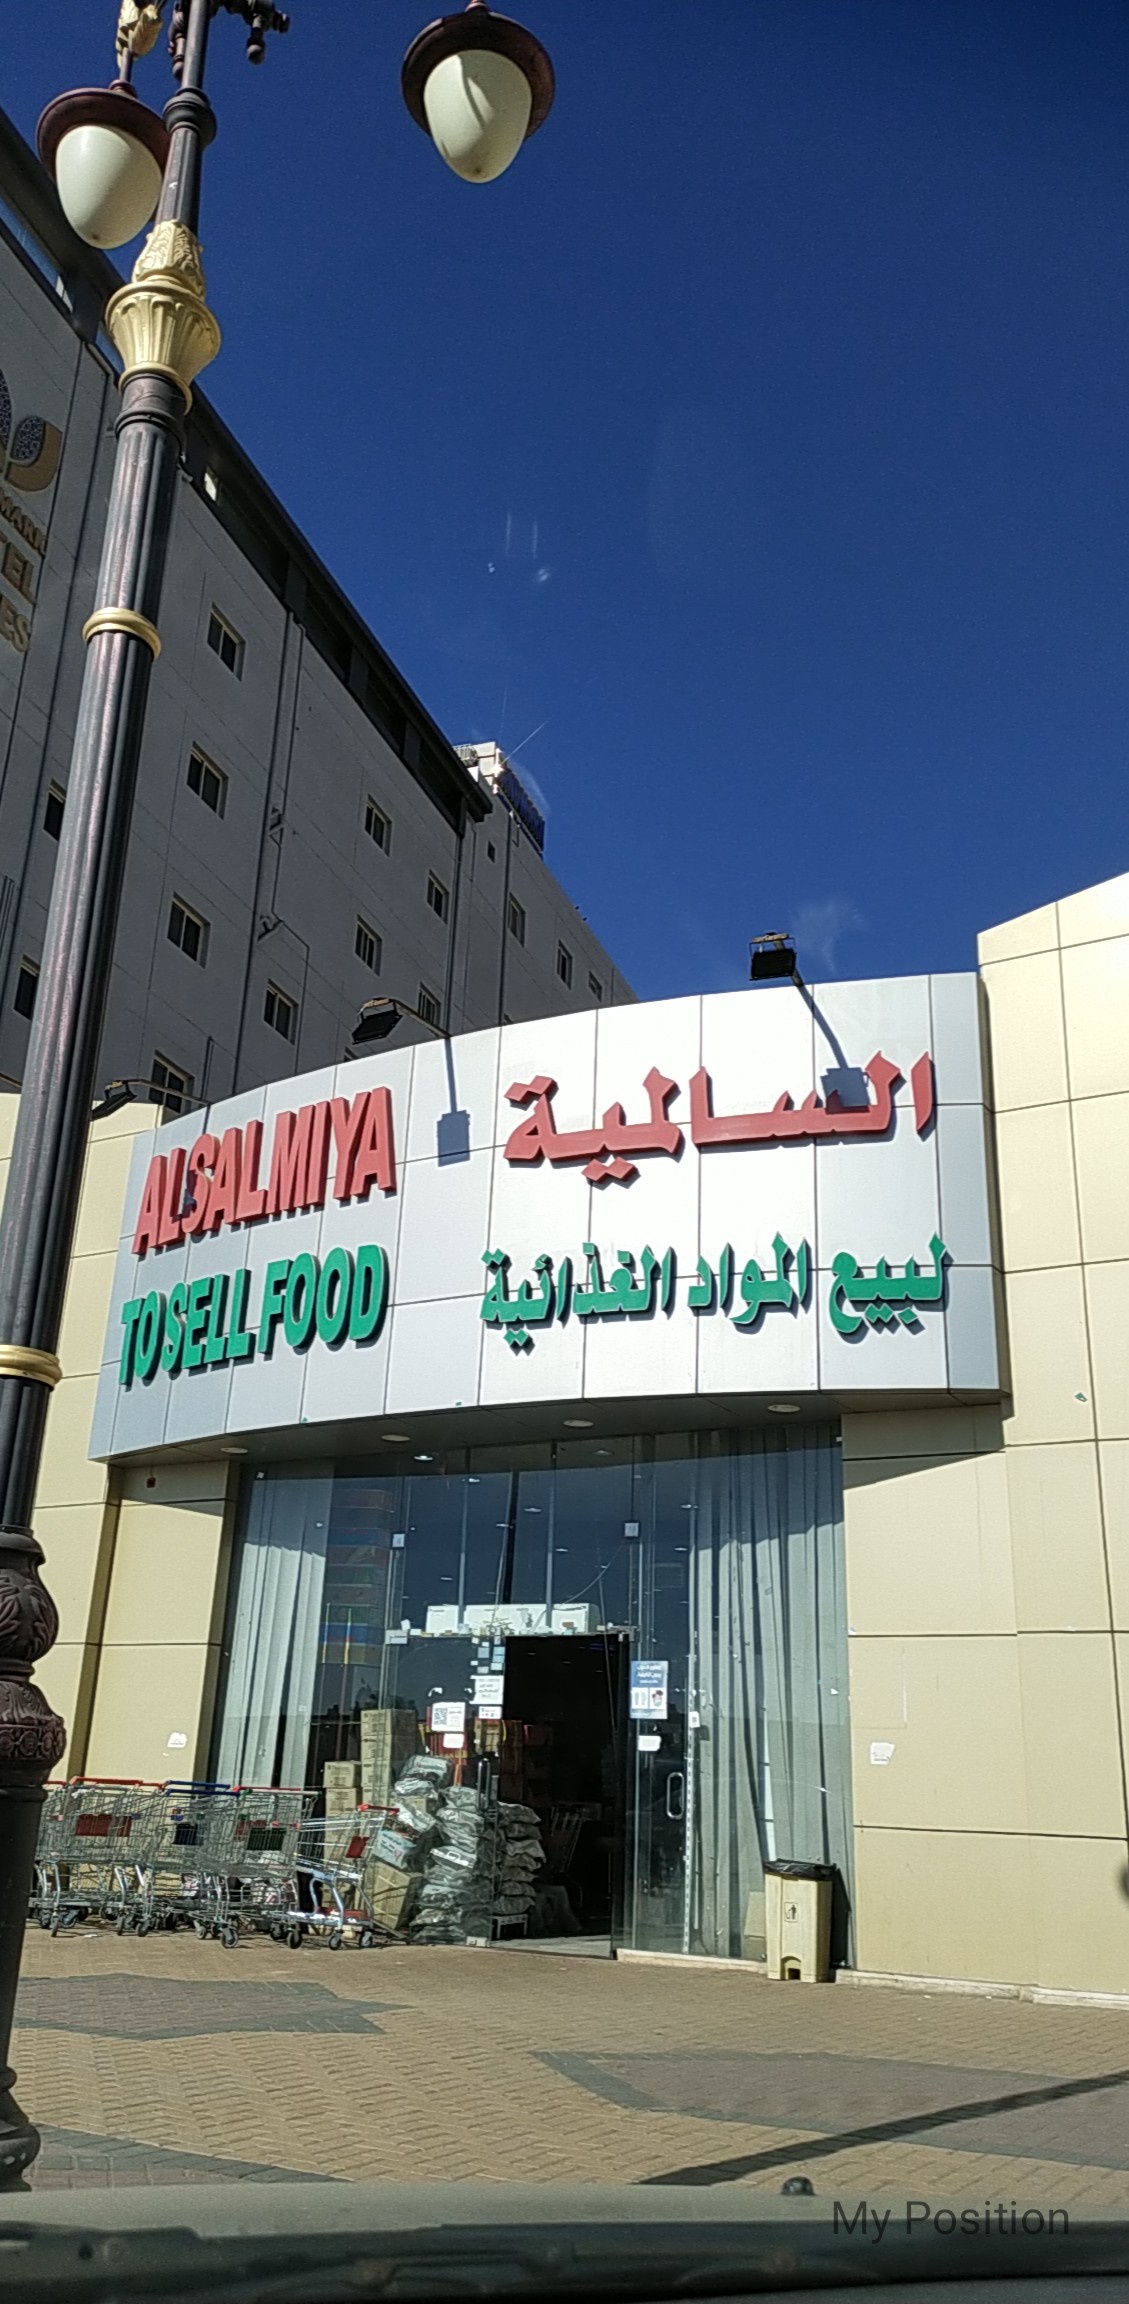 السالمية
ALSALMIYA
لبيع المواد الغذائية
TO SELL FOOD
My Position